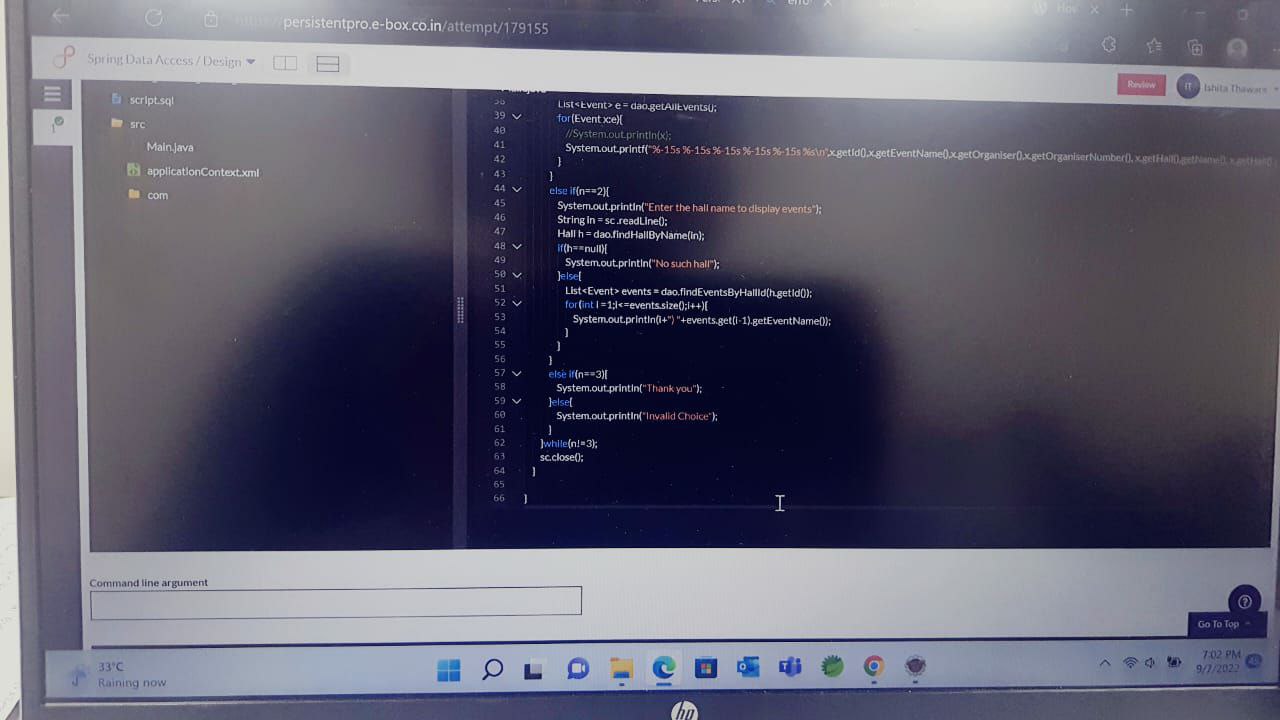 persistentpro.e-box.co.in/attempt/179155
Spring Data Access / Design
Review
IT
Ishita Thaware
script.sql
src
Main.java
applicationContext.xml
com
38 List<Event> e = dao.getAllEvents();
39 for(Event x:e){
40 //System.out.println(x);
41 System.out.printf("%-15s %-15s %-15s %-15s %-15s %s\n",x.getId(),x.getEventName(),x.getOrganiser(),x.getOrganiserNumber(), x.getHall().getName(), x.getHall()
42 }
43 }
44 else if(n==2){
45 System.out.println("Enter the hall name to display events");
46 String in = sc .readLine();
47 Hall h = dao.findHallByName(in);
48 if(h==null){
49 System.out.println("No such hall");
50 }else{
51 List<Event> events = dao.findEventsByHallId(h.getId());
52 for(int i =1;i<=events.size();i++){
53 System.out.println(i+") "+events.get(i-1).getEventName());
54 }
55 }
56 }
57 else if(n==3){
58 System.out.println("Thank you");
59 }else{
60 System.out.println("Invalid Choice");
61 }
62 }while(n!=3);
63 sc.close();
64 }
65
66 }
Command line argument
Go To Top
33°C
Raining now
7:02 PM
9/7/2022
hp